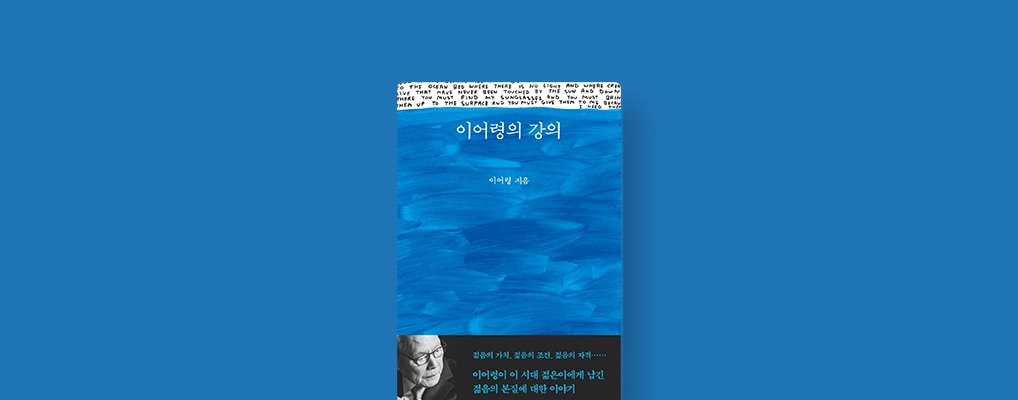 TO THE OCEAN BED WHERE THERE IS NO LIGHT AND WHERE
LIVE THAT HAVE NEVER BEEN TOUCHED BY THE SUN AND DOWN
THERE YOU MUST FIND MY SUNGLASSES AND YOU MUST
THEM UP TO THE SURFACE AND YOU MUST GIVE THEM TO ME
I NEED
이어령의 강의
이어령 지음
젊음의 가치, 젊음의 조건, 젊음의 자격……
이어령이 이 시대 젊은이에게 남긴
젊음의 본질에 대한 이야기